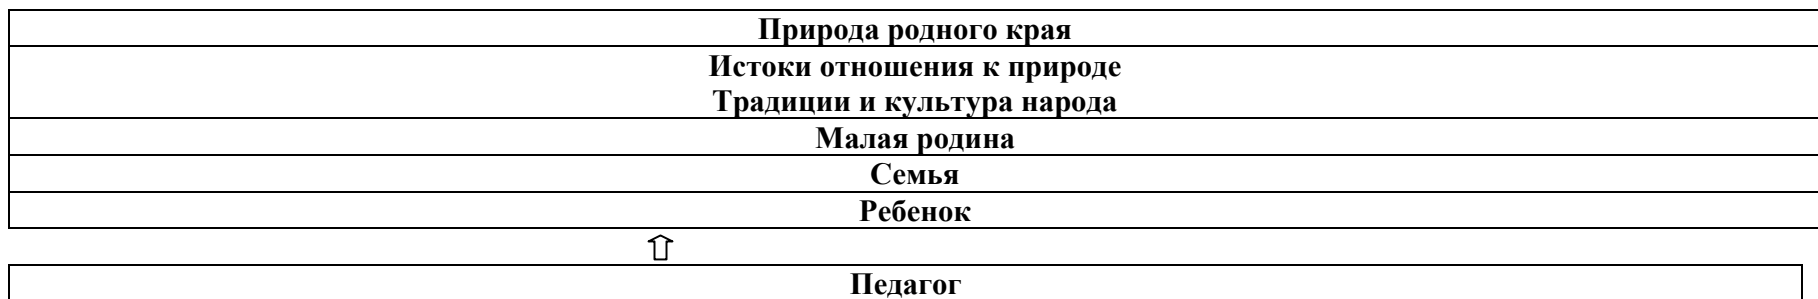 Природа родного края
Истоки отношения к природе
Традиции и культура народа
Малая родина
Семья
Ребенок
Педагог